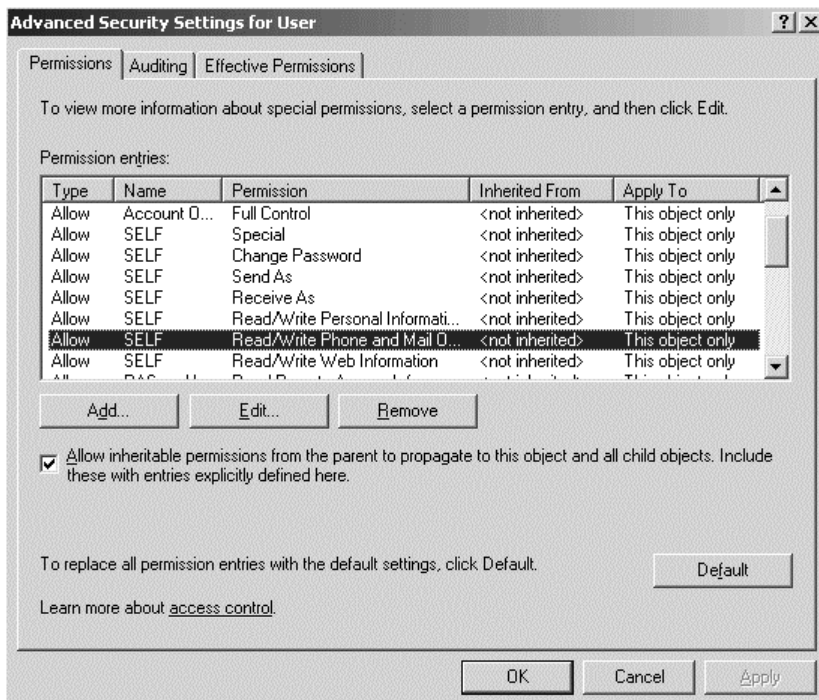 Advanced Security Settings for User
Permissions Auditing Effective Permissions
To view more information about special permissions, select a permission entry, and then click Edit.
Permission entries:
Type Name Permission Inherited From Apply To
Allow Account O... Full Control <not inherited> This object only
Allow SELF Special <not inherited> This object only
Allow SELF Change Password <not inherited> This object only
Allow SELF Send As <not inherited> This object only
Allow SELF Receive As <not inherited> This object only
Allow SELF Read/Write Personal Informati... <not inherited> This object only
Allow SELF Read/Write Phone and Mail O... <not inherited> This object only
Allow SELF Read/Write Web Information <not inherited> This object only
Add... Edit... Remove
Allow inheritable permissions from the parent to propagate to this object and all child objects. Include
these with entries explicitly defined here.
To replace all permission entries with the default settings, click Default.
Default
Learn more about access control.
OK Cancel Apply